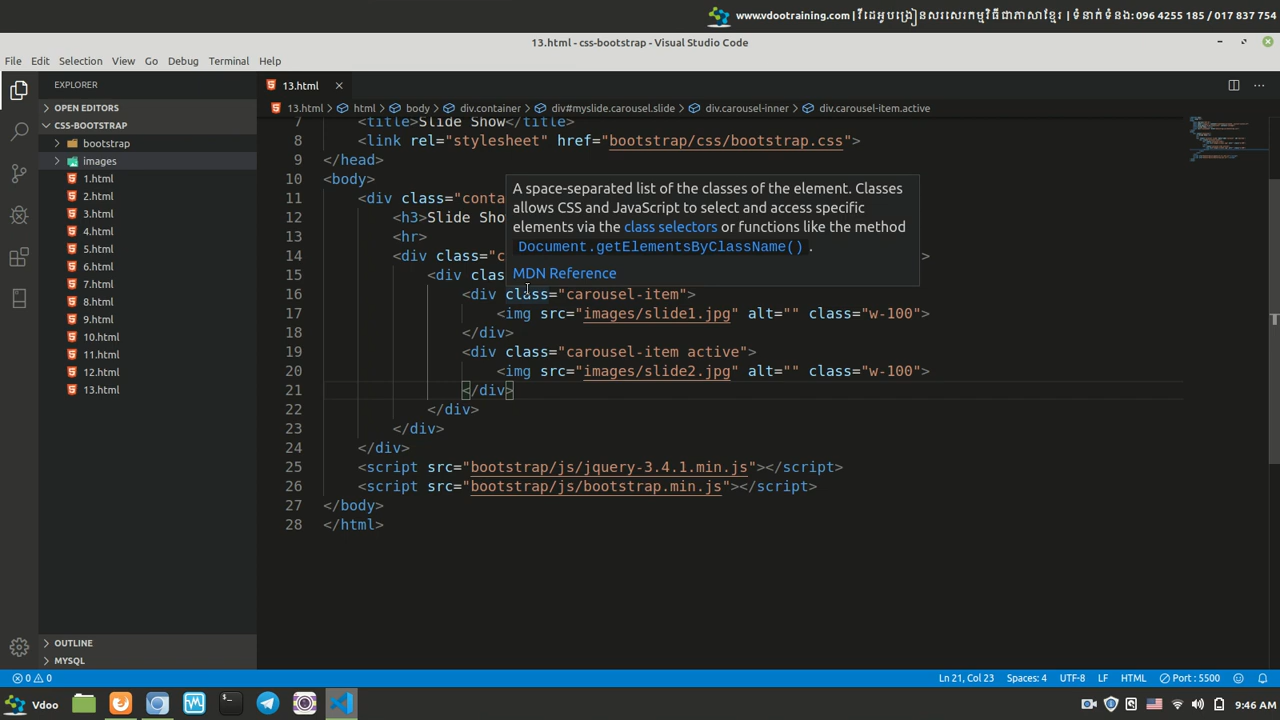 www.vdootraining.com | វីដេអូបង្រៀនសរសេរកម្មវិធីជាភាសាខ្មែរ | ទំនាក់ទំនង: 096 4255 185 / 017 837 754
13.html - css-bootstrap - Visual Studio Code
File Edit Selection View Go Debug Terminal Help
EXPLORER
OPEN EDITORS
CSS-BOOTSTRAP
bootstrap
images
1.html
2.html
3.html
4.html
5.html
6.html
7.html
8.html
9.html
10.html
11.html
12.html
13.html
OUTLINE
MYSQL
13.html
13.html > html > body > div.container > div#myslide.carousel.slide > div.carousel-inner > div.carousel-item.active
7 <title>Slide Show</title>
8 <link rel="stylesheet" href="bootstrap/css/bootstrap.css">
9 </head>
10 <body>
11 <div class="conta
12 <h3>Slide Sho
13 <hr>
14 <div class="c >
15 <div clas
16 <div class="carousel-item">
17 <img src="images/slide1.jpg" alt="" class="w-100">
18 </div>
19 <div class="carousel-item active">
20 <img src="images/slide2.jpg" alt="" class="w-100">
21 </div>
22 </div>
23 </div>
24 </div>
25 <script src="bootstrap/js/jquery-3.4.1.min.js"></script>
26 <script src="bootstrap/js/bootstrap.min.js"></script>
27 </body>
28 </html>
A space-separated list of the classes of the element. Classes
allows CSS and JavaScript to select and access specific
elements via the class selectors or functions like the method
Document.getElementsByClassName() .
MDN Reference
0 0
Ln 21, Col 23 Spaces: 4 UTF-8 LF HTML Port : 5500
Vdoo
9:46 AM